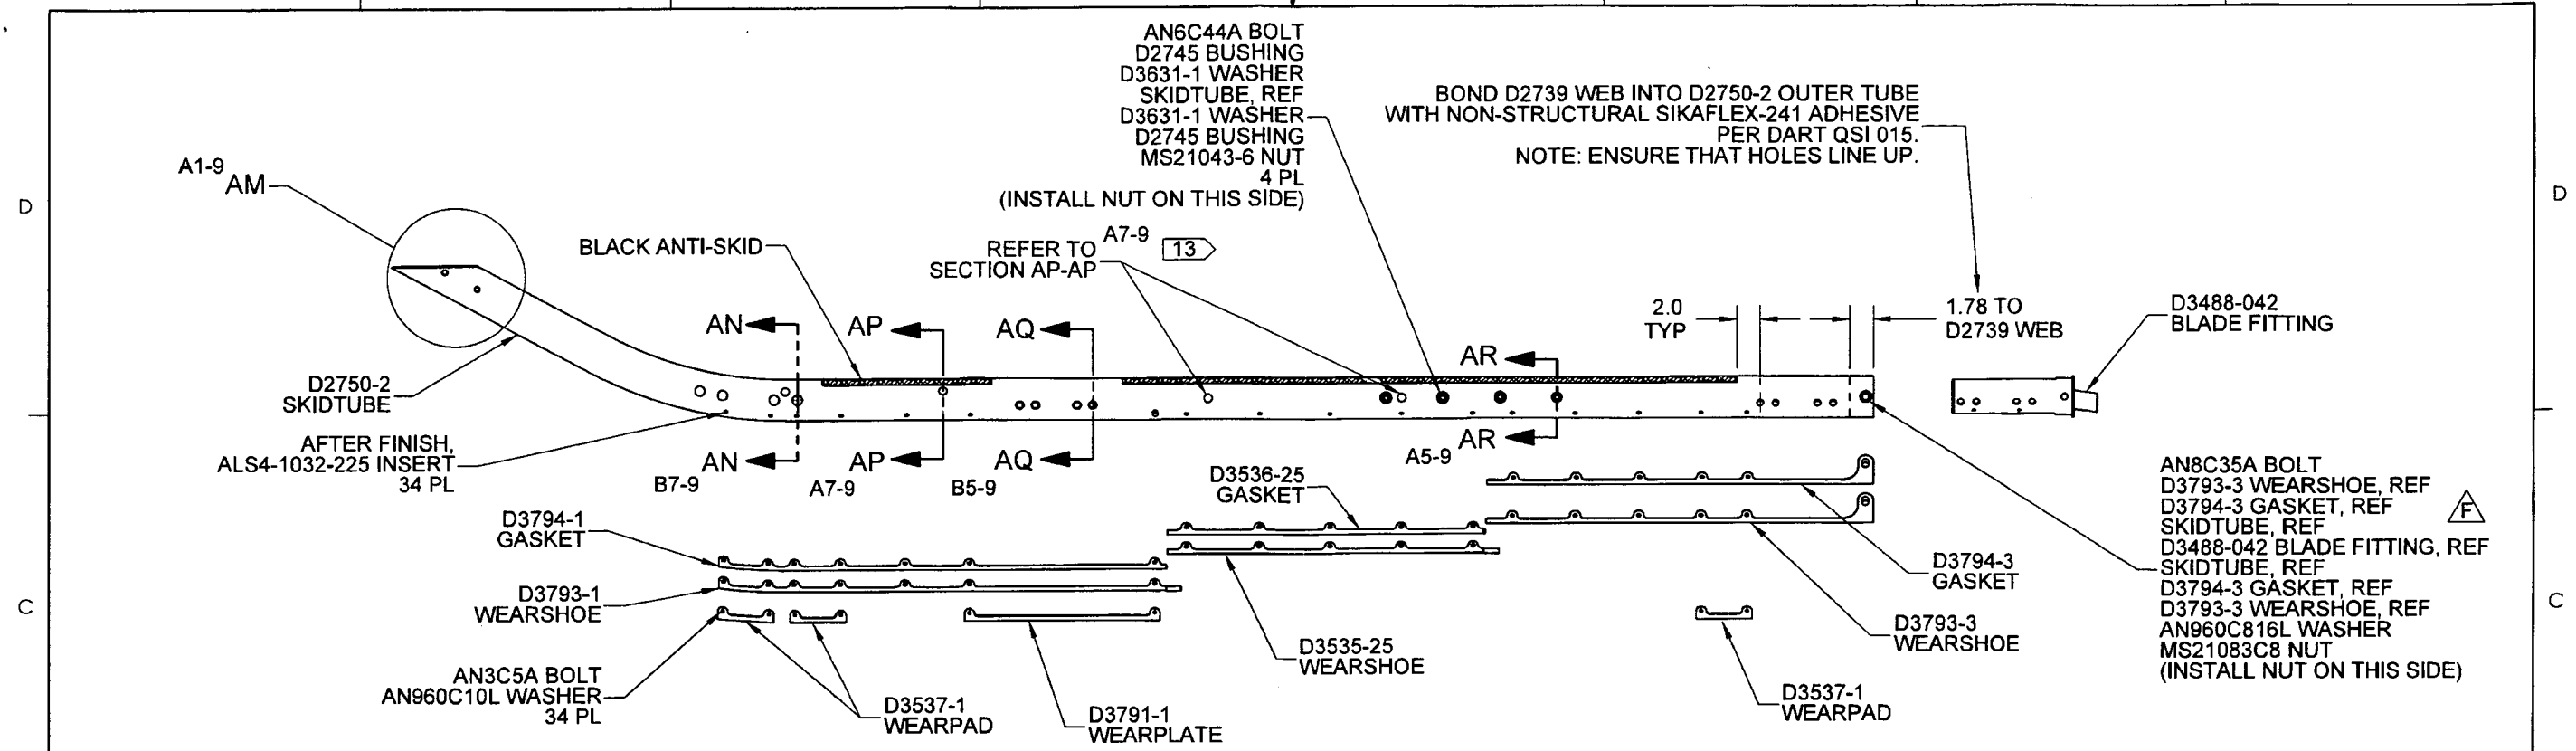 AN6C44A BOLT
D2745 BUSHING
D3631-1 WASHER
SKIDTUBE, REF
D3631-1 WASHER
D2745 BUSHING
MS21043-6 NUT
4 PL
(INSTALL NUT ON THIS SIDE)
BOND D2739 WEB INTO D2750-2 OUTER TUBE
WITH NON-STRUCTURAL SIKAFLEX-241 ADHESIVE
PER DART QSI 015.
NOTE: ENSURE THAT HOLES LINE UP.
A1-9
AM
D
D
BLACK ANTI-SKID
REFER TO
SECTION AP-AP
A7-9
13
2.0
TYP
1.78 TO
D2739 WEB
D3488-042
BLADE FITTING
AN
AP
AQ
AR
D2750-2
SKIDTUBE
AFTER FINISH,
ALS4-1032-225 INSERT
34 PL
AN
AP
AQ
AR
B7-9
A7-9
B5-9
A5-9
D3536-25
GASKET
D3794-1
GASKET
D3793-1
WEARSHOE
AN3C5A BOLT
AN960C10L WASHER
34 PL
D3537-1
WEARPAD
D3791-1
WEARPLATE
D3535-25
WEARSHOE
D3794-3
GASKET
D3793-3
WEARSHOE
D3537-1
WEARPAD
AN8C35A BOLT
D3793-3 WEARSHOE, REF
D3794-3 GASKET, REF
SKIDTUBE, REF
D3488-042 BLADE FITTING, REF
SKIDTUBE, REF
D3794-3 GASKET, REF
D3793-3 WEARSHOE, REF
AN960C816L WASHER
MS21083C8 NUT
(INSTALL NUT ON THIS SIDE)
F
C
C